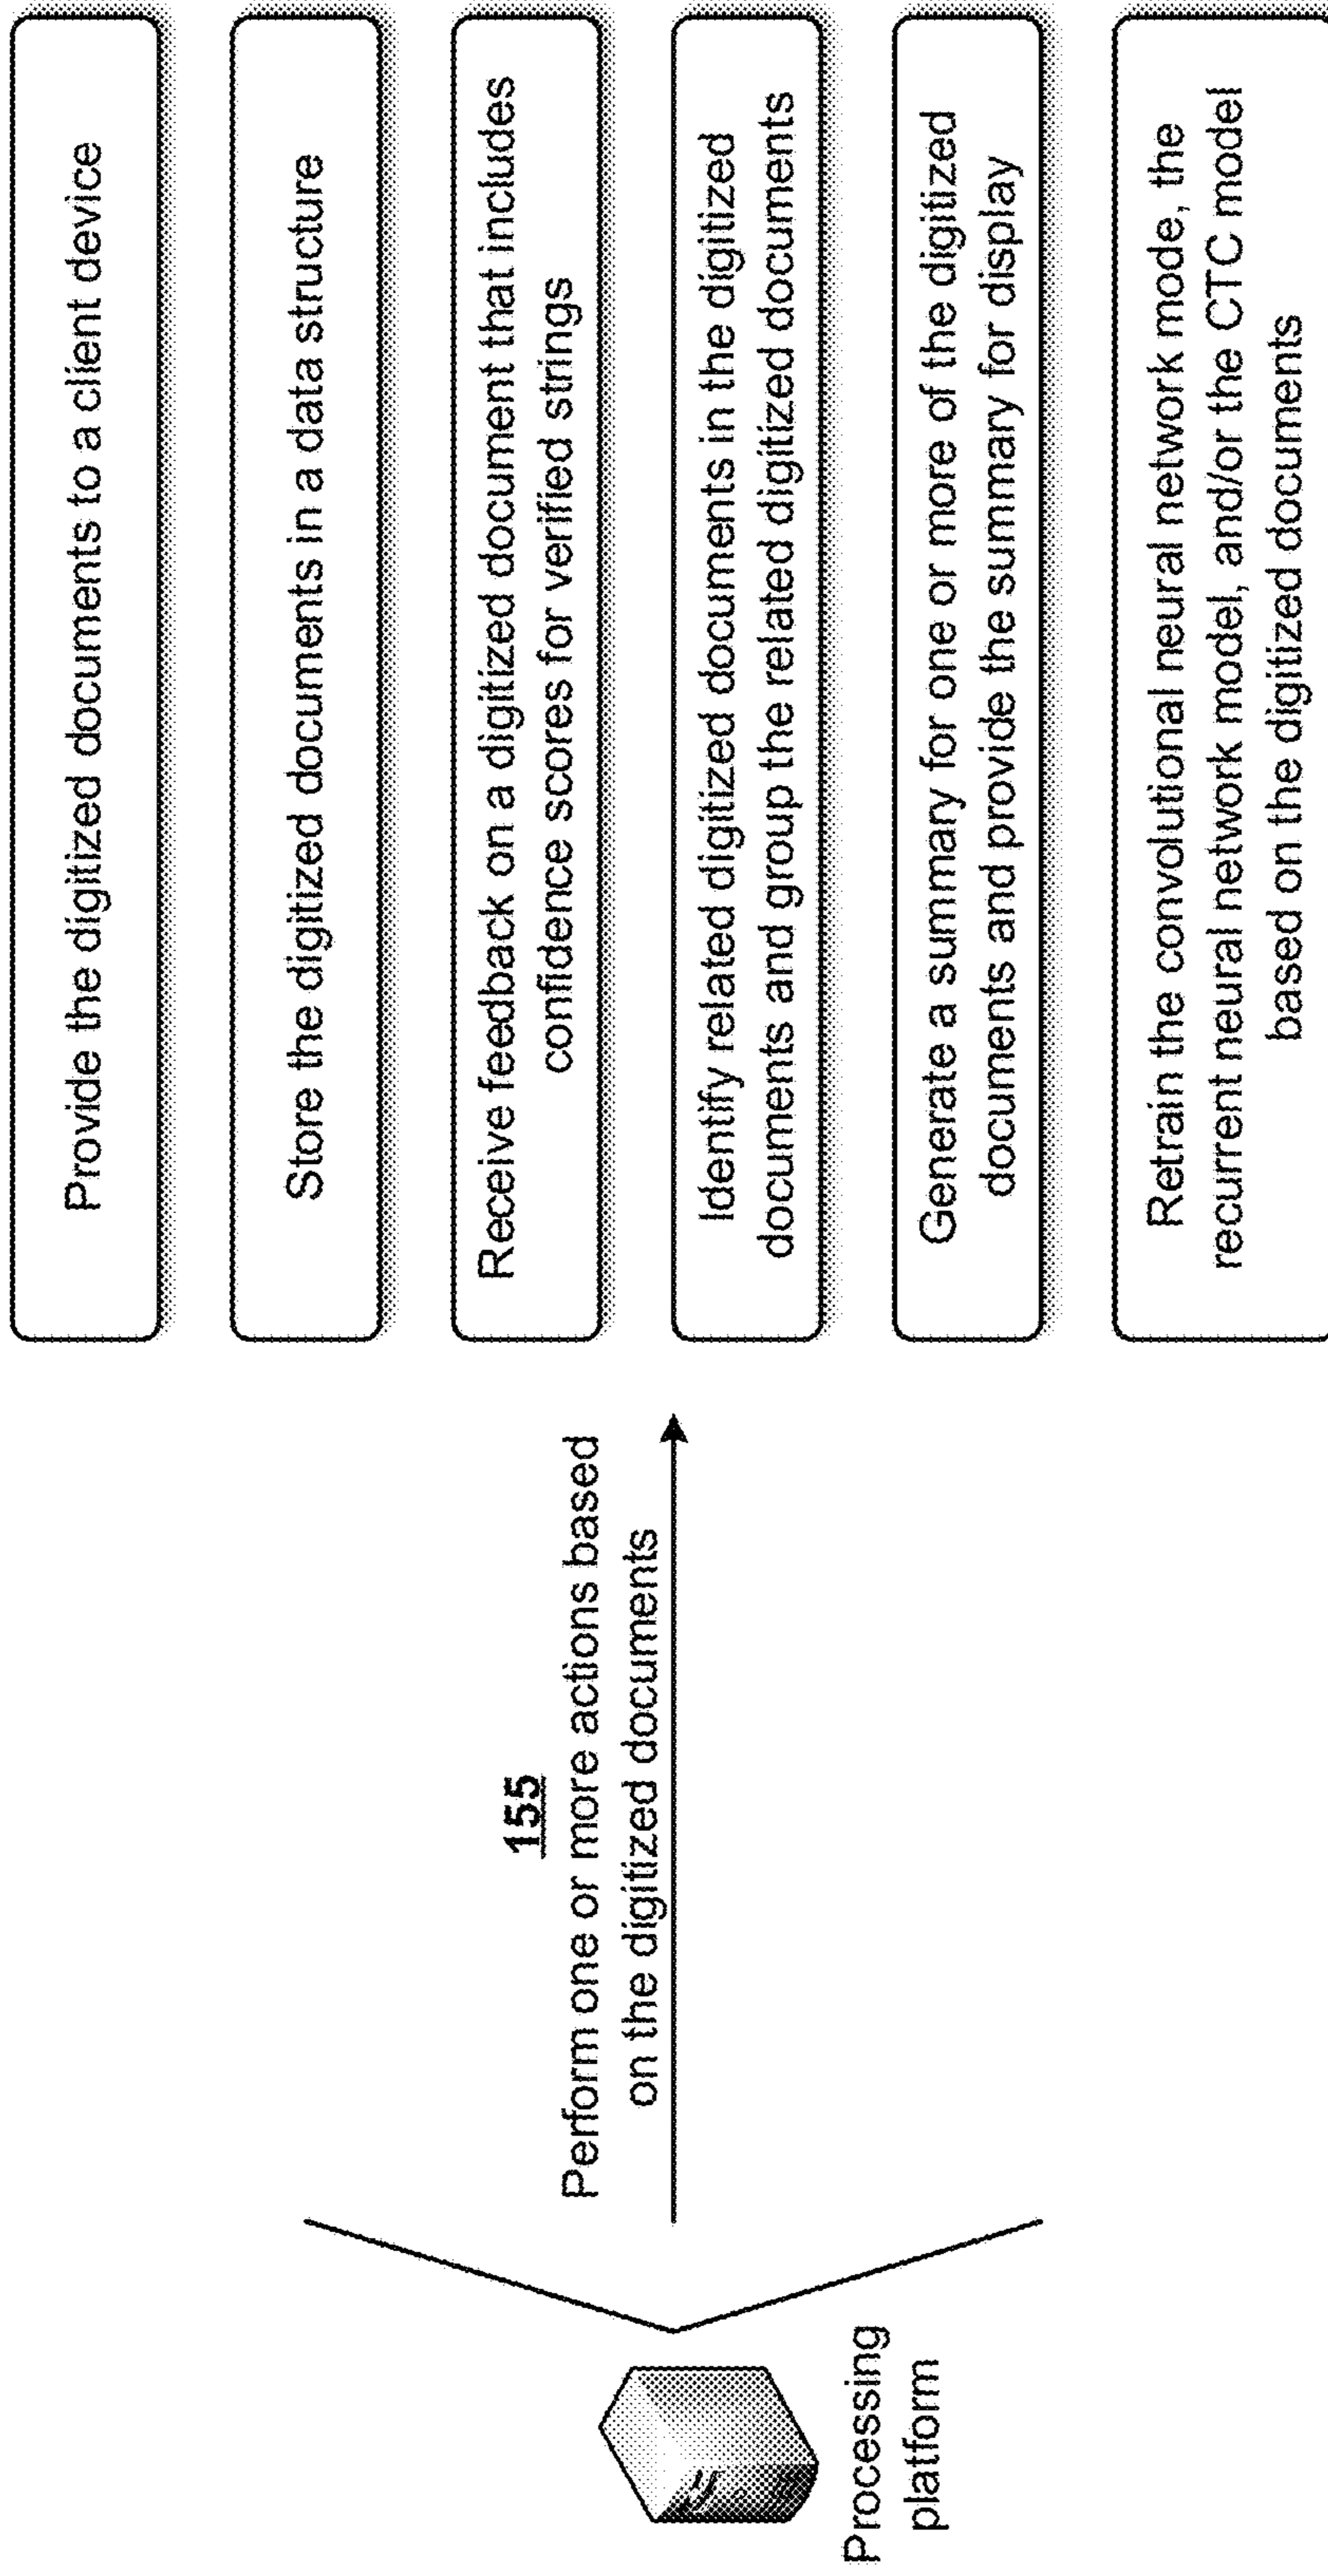 155
Perform one or more actions based
on the digitized documents
Processing
platform
Provide the digitized documents to a client device
Store the digitized documents in a data structure
Receive feedback on a digitized document that includes
confidence scores for verified strings
Identify related digitized documents in the digitized
documents and group the related digitized documents
Generate a summary for one or more of the digitized
documents and provide the summary for display
Retrain the convolutional neural network mode, the
recurrent neural network model, and/or the CTC model
based on the digitized documents